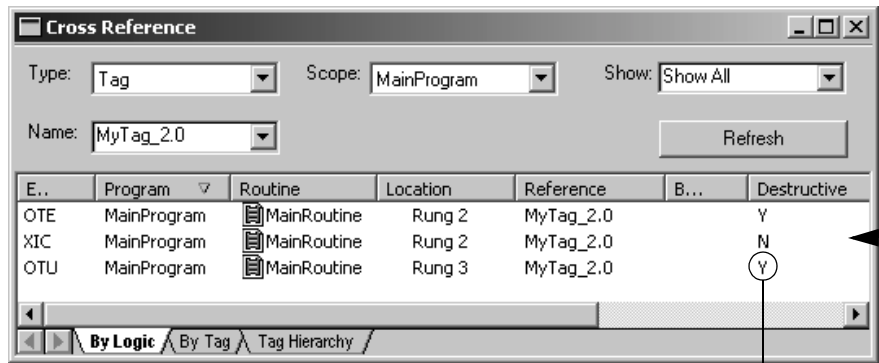 Cross Reference
Type: Tag Scope: MainProgram Show: Show All
Name: MyTag_2.0 Refresh
E.. Program Routine Location Reference B... Destructive
OTE MainProgram MainRoutine Rung 2 MyTag_2.0 Y
XIC MainProgram MainRoutine Rung 2 MyTag_2.0 N
OTU MainProgram MainRoutine Rung 3 MyTag_2.0 Y
By Logic By Tag Tag Hierarchy